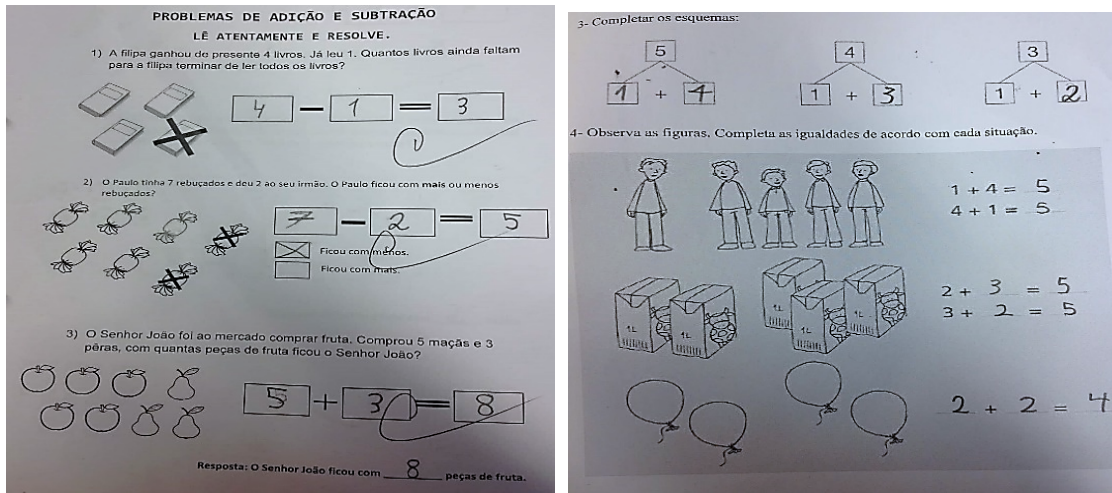 PROBLEMAS DE ADIÇÃO E SUBTRAÇÃO
LÊ ATENTAMENTE E RESOLVE.
1) A filipa ganhou de presente 4 livros. Já leu 1. Quantos livros ainda faltam
para a filipa terminar de ler todos os livros?
4 - 1 = 3
2) O Paulo tinha 7 rebuçados e deu 2 ao seu irmão. O Paulo ficou com mais ou menos
rebuçados?
7 - 2 = 5
Ficou com menos.
Ficou com mais.
3) O Senhor João foi ao mercado comprar fruta. Comprou 5 maçãs e 3
pêras, com quantas peças de fruta ficou o Senhor João?
5 + 3 = 8
Resposta: O Senhor João ficou com 8 peças de fruta.
3- Completar os esquemas:
5 4 3
1 + 4 1 + 3 1 + 2
4- Observa as figuras. Completa as igualdades de acordo com cada situação.
1 + 4 = 5
4 + 1 = 5
1L 1L 1L 1L
2 + 3 = 5
3 + 2 = 5
2 + 2 = 4